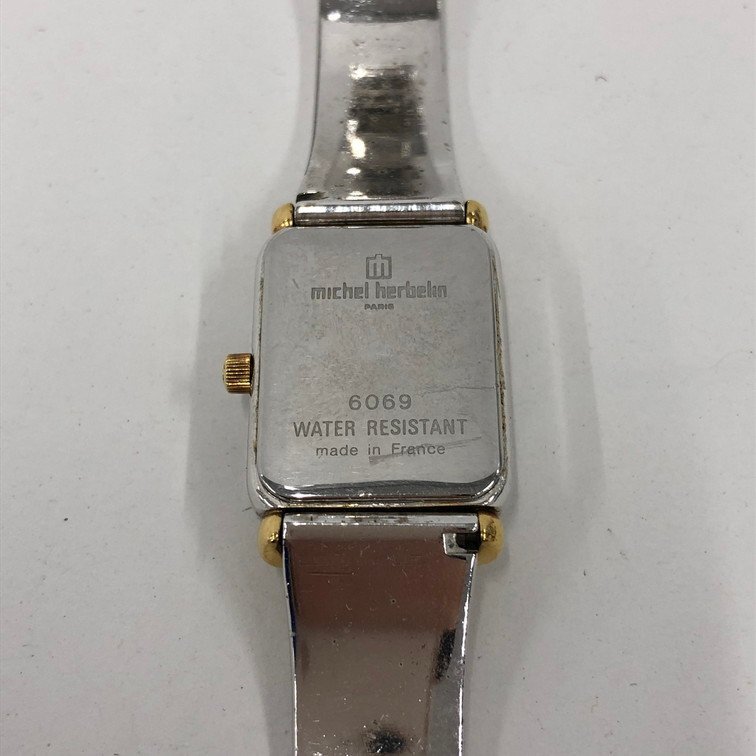 michel herbelin
PARIS
6069
WATER RESISTANT
made in France